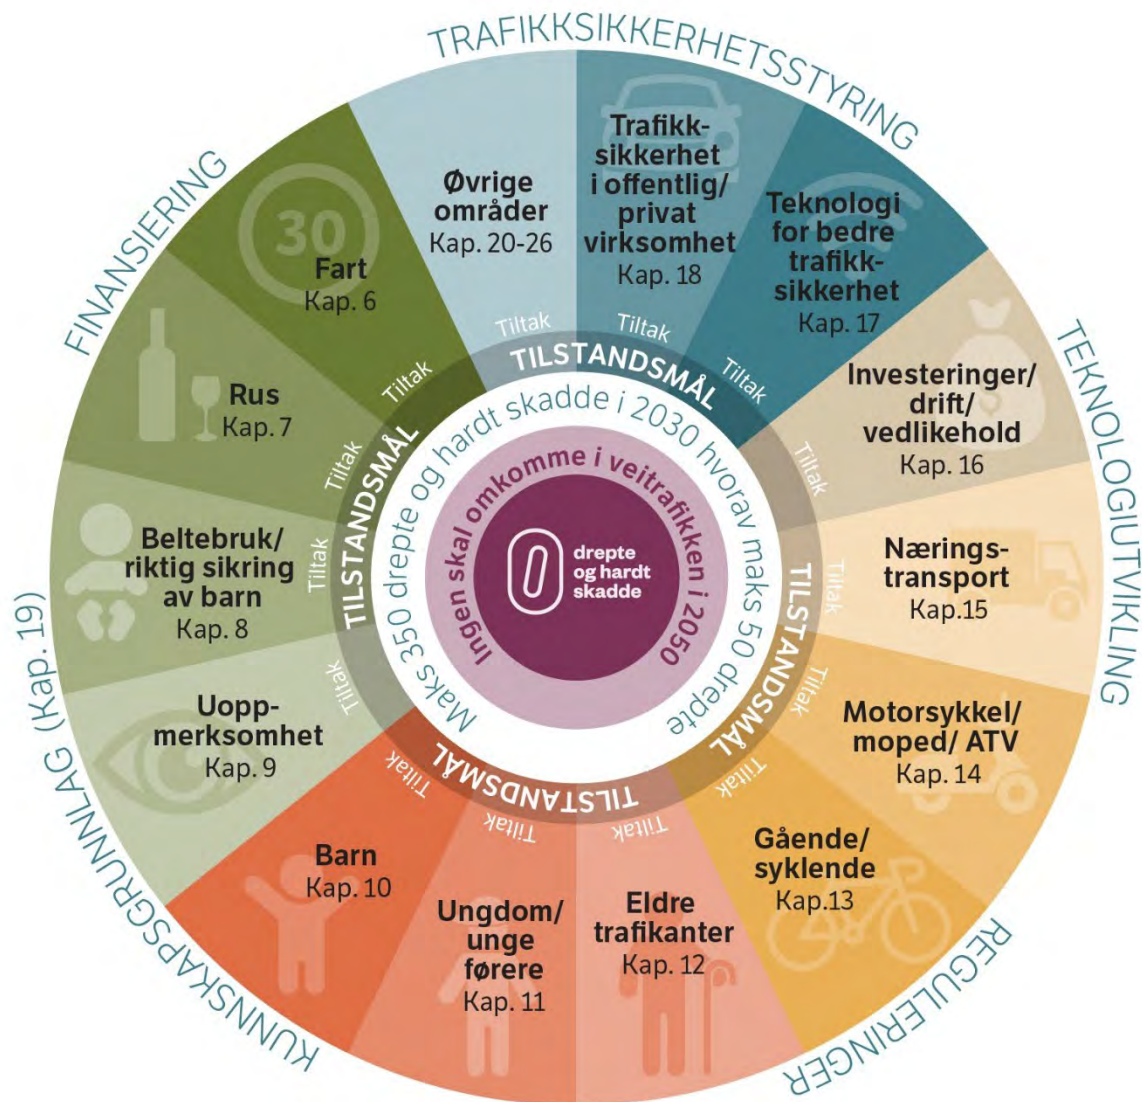 TRAFIKKSIKKERHETSSTYRING
TEKNOLOGIUTVIKLING
REGULERINGER
KUNNSKAPSGRUNNLAG (Kap. 19)
FINANSIERING
Øvrige
områder
Kap. 20-26
Tiltak
Trafikk-
sikkerhet
i offentlig/
privat
virksomhet
Kap. 18
Tiltak
Teknologi
for bedre
trafikk-
sikkerhet
Kap. 17
Tiltak
Investeringer/
drift/
vedlikehold
Kap. 16
Tiltak
Nærings-
transport
Kap.15
Tiltak
Motorsykkel/
moped/ ATV
Kap. 14
Tiltak
Gående/
syklende
Kap.13
Tiltak
Eldre
trafikanter
Kap. 12
Tiltak
Ungdom/
unge
førere
Kap. 11
Tiltak
Barn
Kap. 10
Tiltak
Uopp-
merksomhet
Kap. 9
Tiltak
Beltebruk/
riktig sikring
av barn
Kap. 8
Tiltak
Rus
Kap. 7
Tiltak
30
Fart
Kap. 6
Tiltak
TILSTANDSMÅL
TILSTANDSMÅL
TILSTANDSMÅL
TILSTANDSMÅL
Maks 350 drepte og hardt skadde i 2030 hvorav maks 50 drepte
Ingen skal omkomme i veitrafikken i 2050
0
drepte
og hardt
skadde